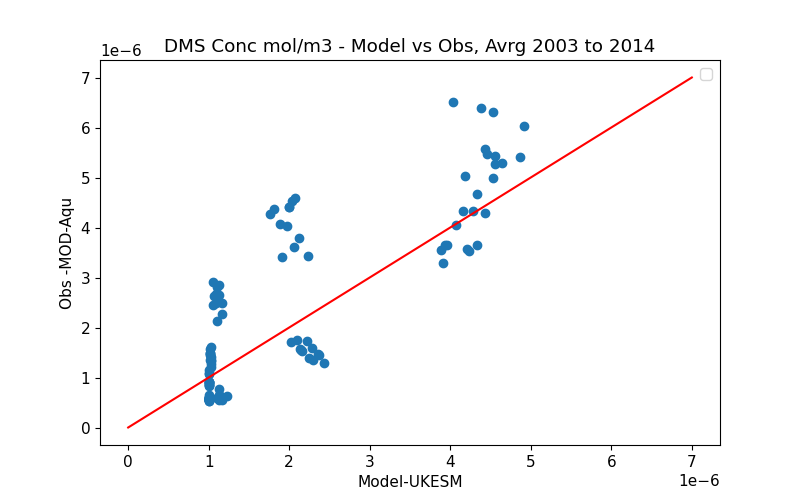 DMS Conc mol/m3 - Model vs Obs, Avrg 2003 to 2014
1e−6
7
6
5
4
3
2
1
0
Obs -MOD-Aqu
0 1 2 3 4 5 6 7
Model-UKESM
1e−6